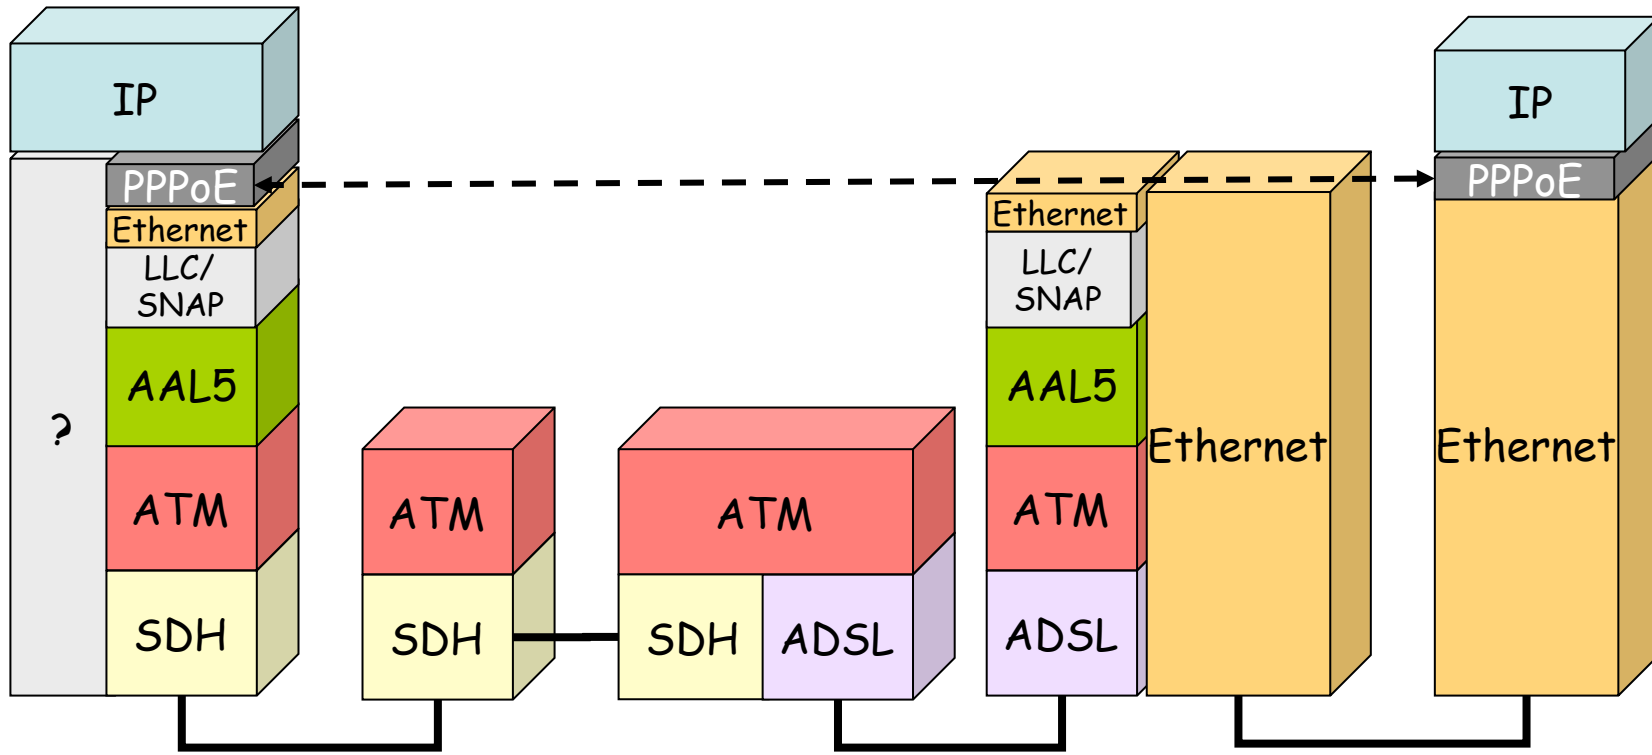 IP
?
PPPoE
Ethernet
LLC/
SNAP
AAL5
ATM
SDH
ATM
SDH
ATM
SDH
ADSL
Ethernet
LLC/
SNAP
AAL5
ATM
ADSL
Ethernet
IP
PPPoE
Ethernet